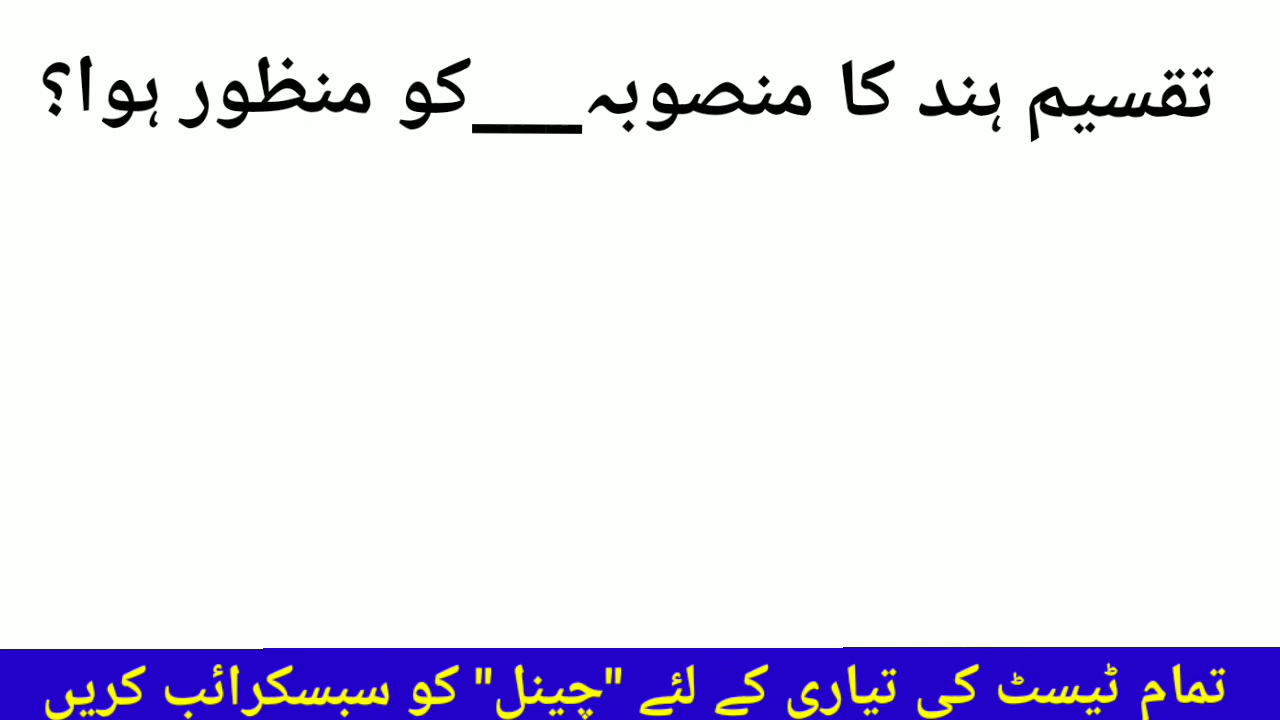 تقسیم ہند کا منصوبہ___کو منظور ہوا؟
تمام ٹیسٹ کی تیاری کے لئے "چینل" کو سبسکرائب کریں